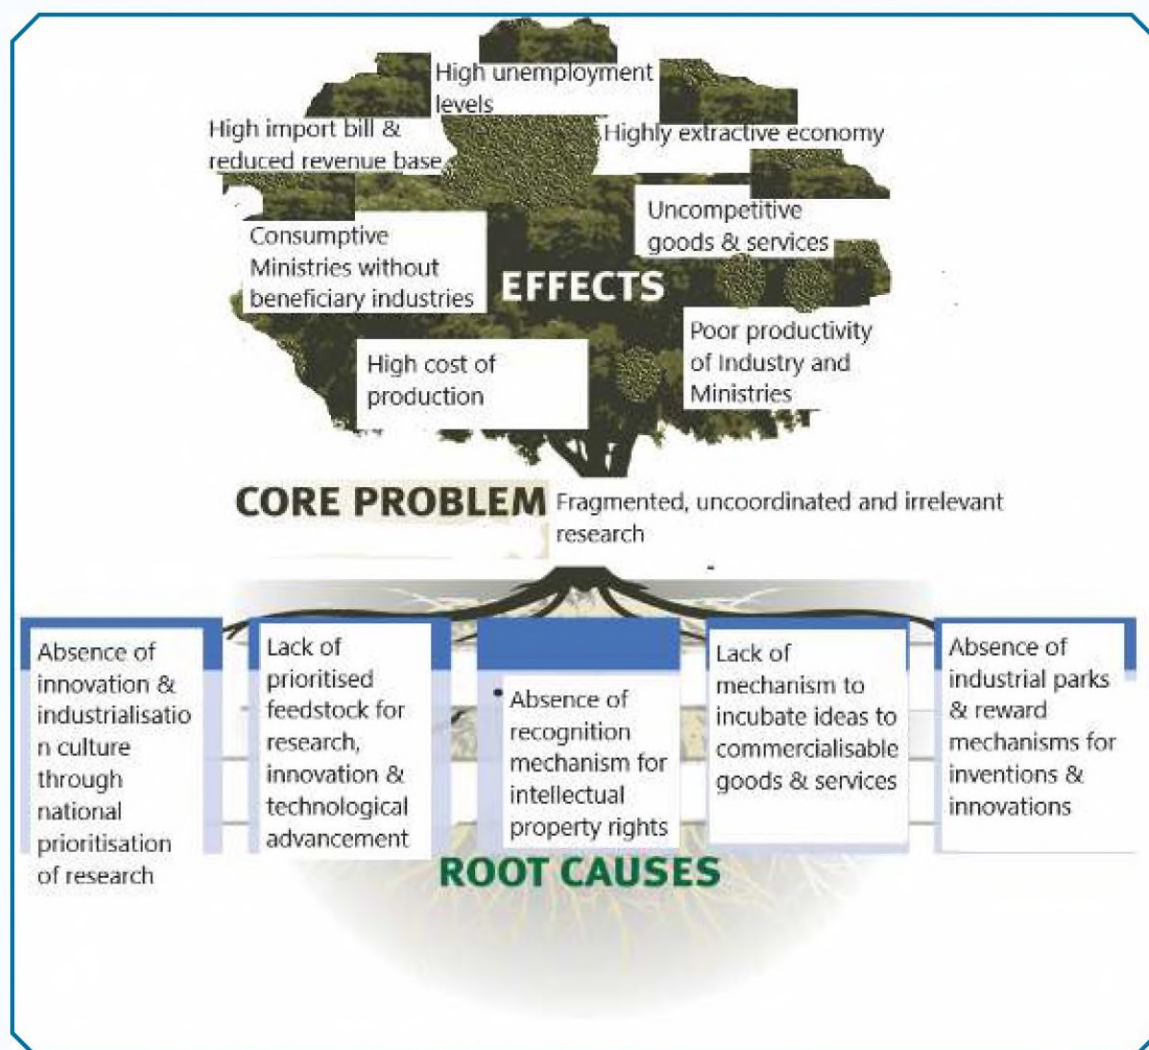 High unemployment
levels
High import bill &
reduced revenue base
Highly extractive economy
Uncompetitive
goods & services
Consumptive
Ministries without
beneficiary industries
EFFECTS
Poor productivity
of Industry and
Ministries
High cost of
production
CORE PROBLEM
Fragmented, uncoordinated and irrelevant
research
Absence of
innovation &
industrialisatio
n culture
through
national
prioritisation
of research
Lack of
prioritised
feedstock for
research,
innovation &
technological
advancement
• Absence of
recognition
mechanism for
intellectual
property rights
Lack of
mechanism to
incubate ideas to
commercialisable
goods & services
Absence of
industrial parks
& reward
mechanisms for
inventions &
innovations
ROOT CAUSES